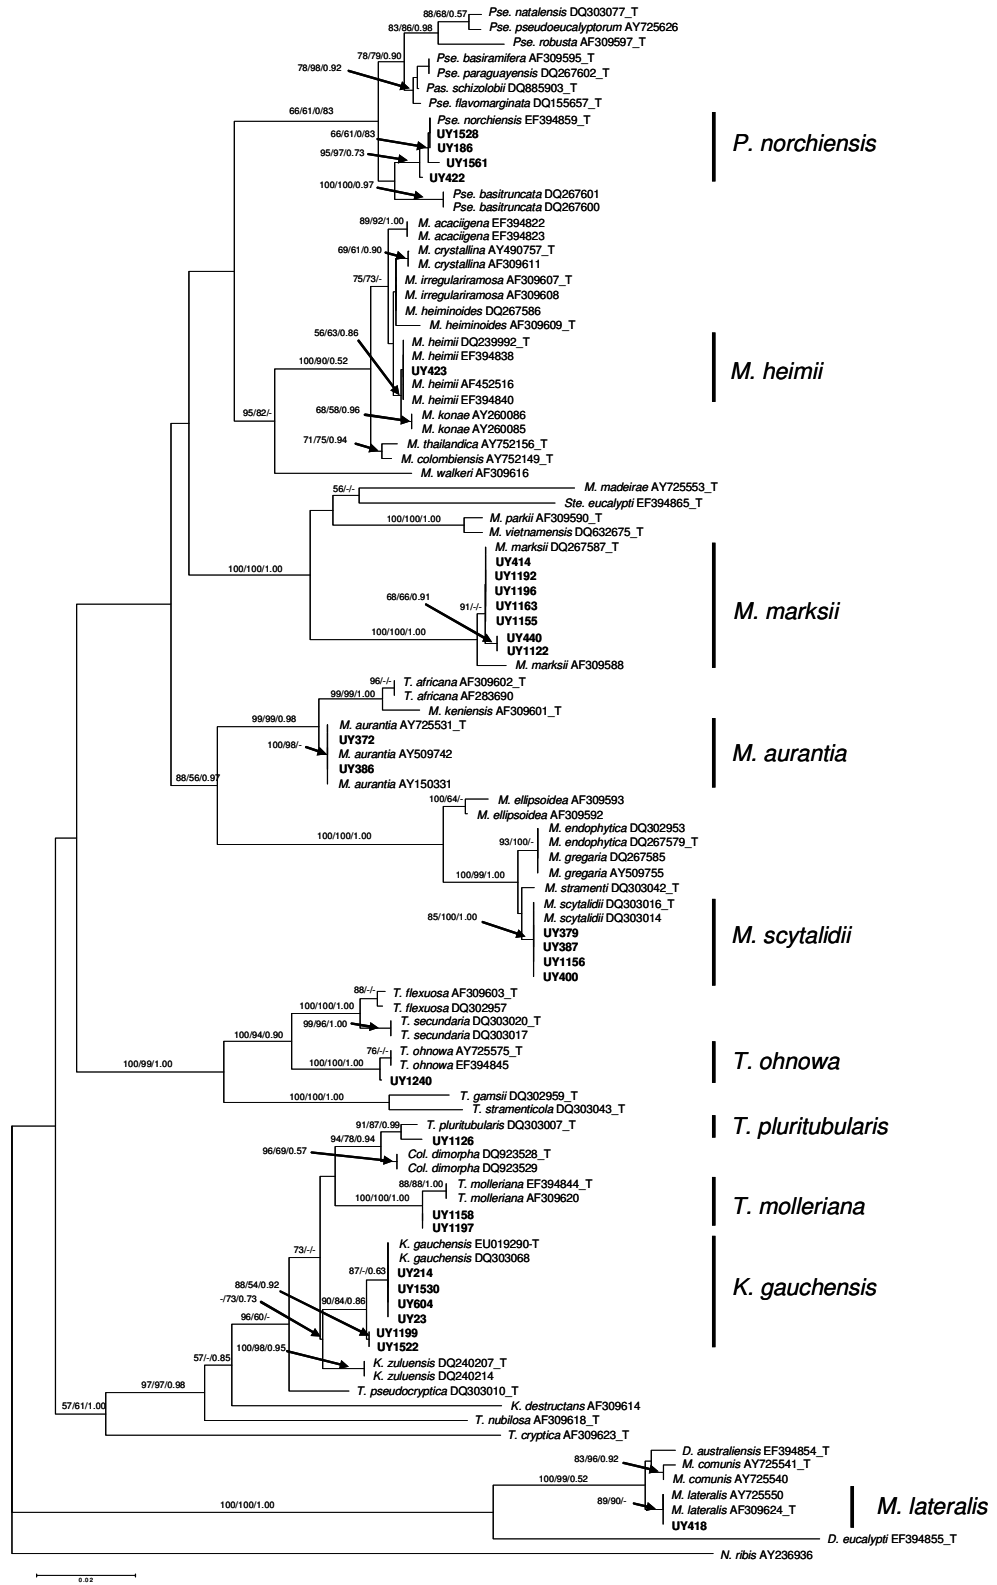 88/68/0.57
Pse. natalensis DQ303077_T
Pse. pseudoeucalyptorum AY725626
83/86/0.98
Pse. robusta AF309597_T
78/79/0.90
Pse. basiramifera AF309595_T
78/98/0.92
Pse. paraguayensis DQ267602_T
Pas. schizolobii DQ885903_T
Pse. flavomarginata DQ155657_T
66/61/0/83
Pse. norchiensis EF394859_T
66/61/0/83
UY1528
P. norchiensis
UY186
95/97/0.73
UY1561
UY422
100/100/0.97
Pse. basitruncata DQ267601
Pse. basitruncata DQ267600
89/92/1.00
M. acaciigena EF394822
M. acaciigena EF394823
69/61/0.90
M. crystallina AY490757_T
M. crystallina AF309611
75/73/-
M. irregulariramosa AF309607_T
M. irregulariramosa AF309608
M. heiminoides DQ267586
M. heiminoides AF309609_T
56/63/0.86
M. heimii DQ239992_T
M. heimii EF394838
100/90/0.52
UY423
M. heimii
M. heimii AF452516
M. heimii EF394840
95/82/-
68/58/0.96
M. konae AY260086
M. konae AY260085
71/75/0.94
M. thailandica AY752156_T
M. colombiensis AY752149_T
M. walkeri AF309616
56/-/-
M. madeirae AY725553_T
Ste. eucalypti EF394865_T
100/100/1.00
M. parkii AF309590_T
M. vietnamensis DQ632675_T
M. marksii DQ267587_T
UY414
100/100/1.00
UY1192
UY1196
68/66/0.91
91/-/-
UY1163
M. marksii
UY1155
100/100/1.00
UY440
UY1122
M. marksii AF309588
96/-/-
T. africana AF309602_T
99/99/1.00
T. africana AF283690
M. keniensis AF309601_T
99/99/0.98
M. aurantia AY725531_T
100/98/-
UY372
M. aurantia AY509742
M. aurantia
UY386
88/56/0.97
M. aurantia AY150331
100/64/-
M. ellipsoidea AF309593
M. ellipsoidea AF309592
100/100/1.00
M. endophytica DQ302953
93/100/-
M. endophytica DQ267579_T
M. gregaria DQ267585
100/99/1.00
M. gregaria AY509755
M. stramenti DQ303042_T
M. scytalidii DQ303016_T
85/100/1.00
M. scytalidii DQ303014
UY379
M. scytalidii
UY387
UY1156
UY400
88/-/-
T. flexuosa AF309603_T
100/100/1.00
T. flexuosa DQ302957
99/96/1.00
T. secundaria DQ303020_T
100/94/0.90
T. secundaria DQ303017
76/-/-
T. ohnowa AY725575_T
100/99/1.00
100/100/1.00
T. ohnowa EF394845
T. ohnowa
UY1240
100/100/1.00
T. gamsii DQ302959_T
T. stramenticola DQ303043_T
91/87/0.99
T. pluritubularis DQ303007_T
T. pluritubularis
94/78/0.94
UY1126
96/69/0.57
Col. dimorpha DQ923528_T
Col. dimorpha DQ923529
88/88/1.00
T. molleriana EF394844_T
100/100/1.00
T. molleriana AF309620
T. molleriana
UY1158
UY1197
K. gauchensis EU019290-T
73/-/-
K. gauchensis DQ303068
87/-/0.63
UY214
88/54/0.92
UY1530
K. gauchensis
-/73/0.73
90/84/0.86
UY604
UY23
96/60/-
UY1199
100/98/0.95
UY1522
57/-/0.85
K. zuluensis DQ240207_T
K. zuluensis DQ240214
97/97/0.98
T. pseudocryptica DQ303010_T
57/61/1.00
K. destructans AF309614
T. nubilosa AF309618_T
T. cryptica AF309623_T
D. australiensis EF394854_T
83/96/0.92
M. comunis AY725541_T
100/99/0.52
M. comunis AY725540
89/90/-
M. lateralis AY725550
100/100/1.00
M. lateralis AF309624_T
M. lateralis
UY418
D. eucalypti EF394855_T
N. ribis AY236936
0.02